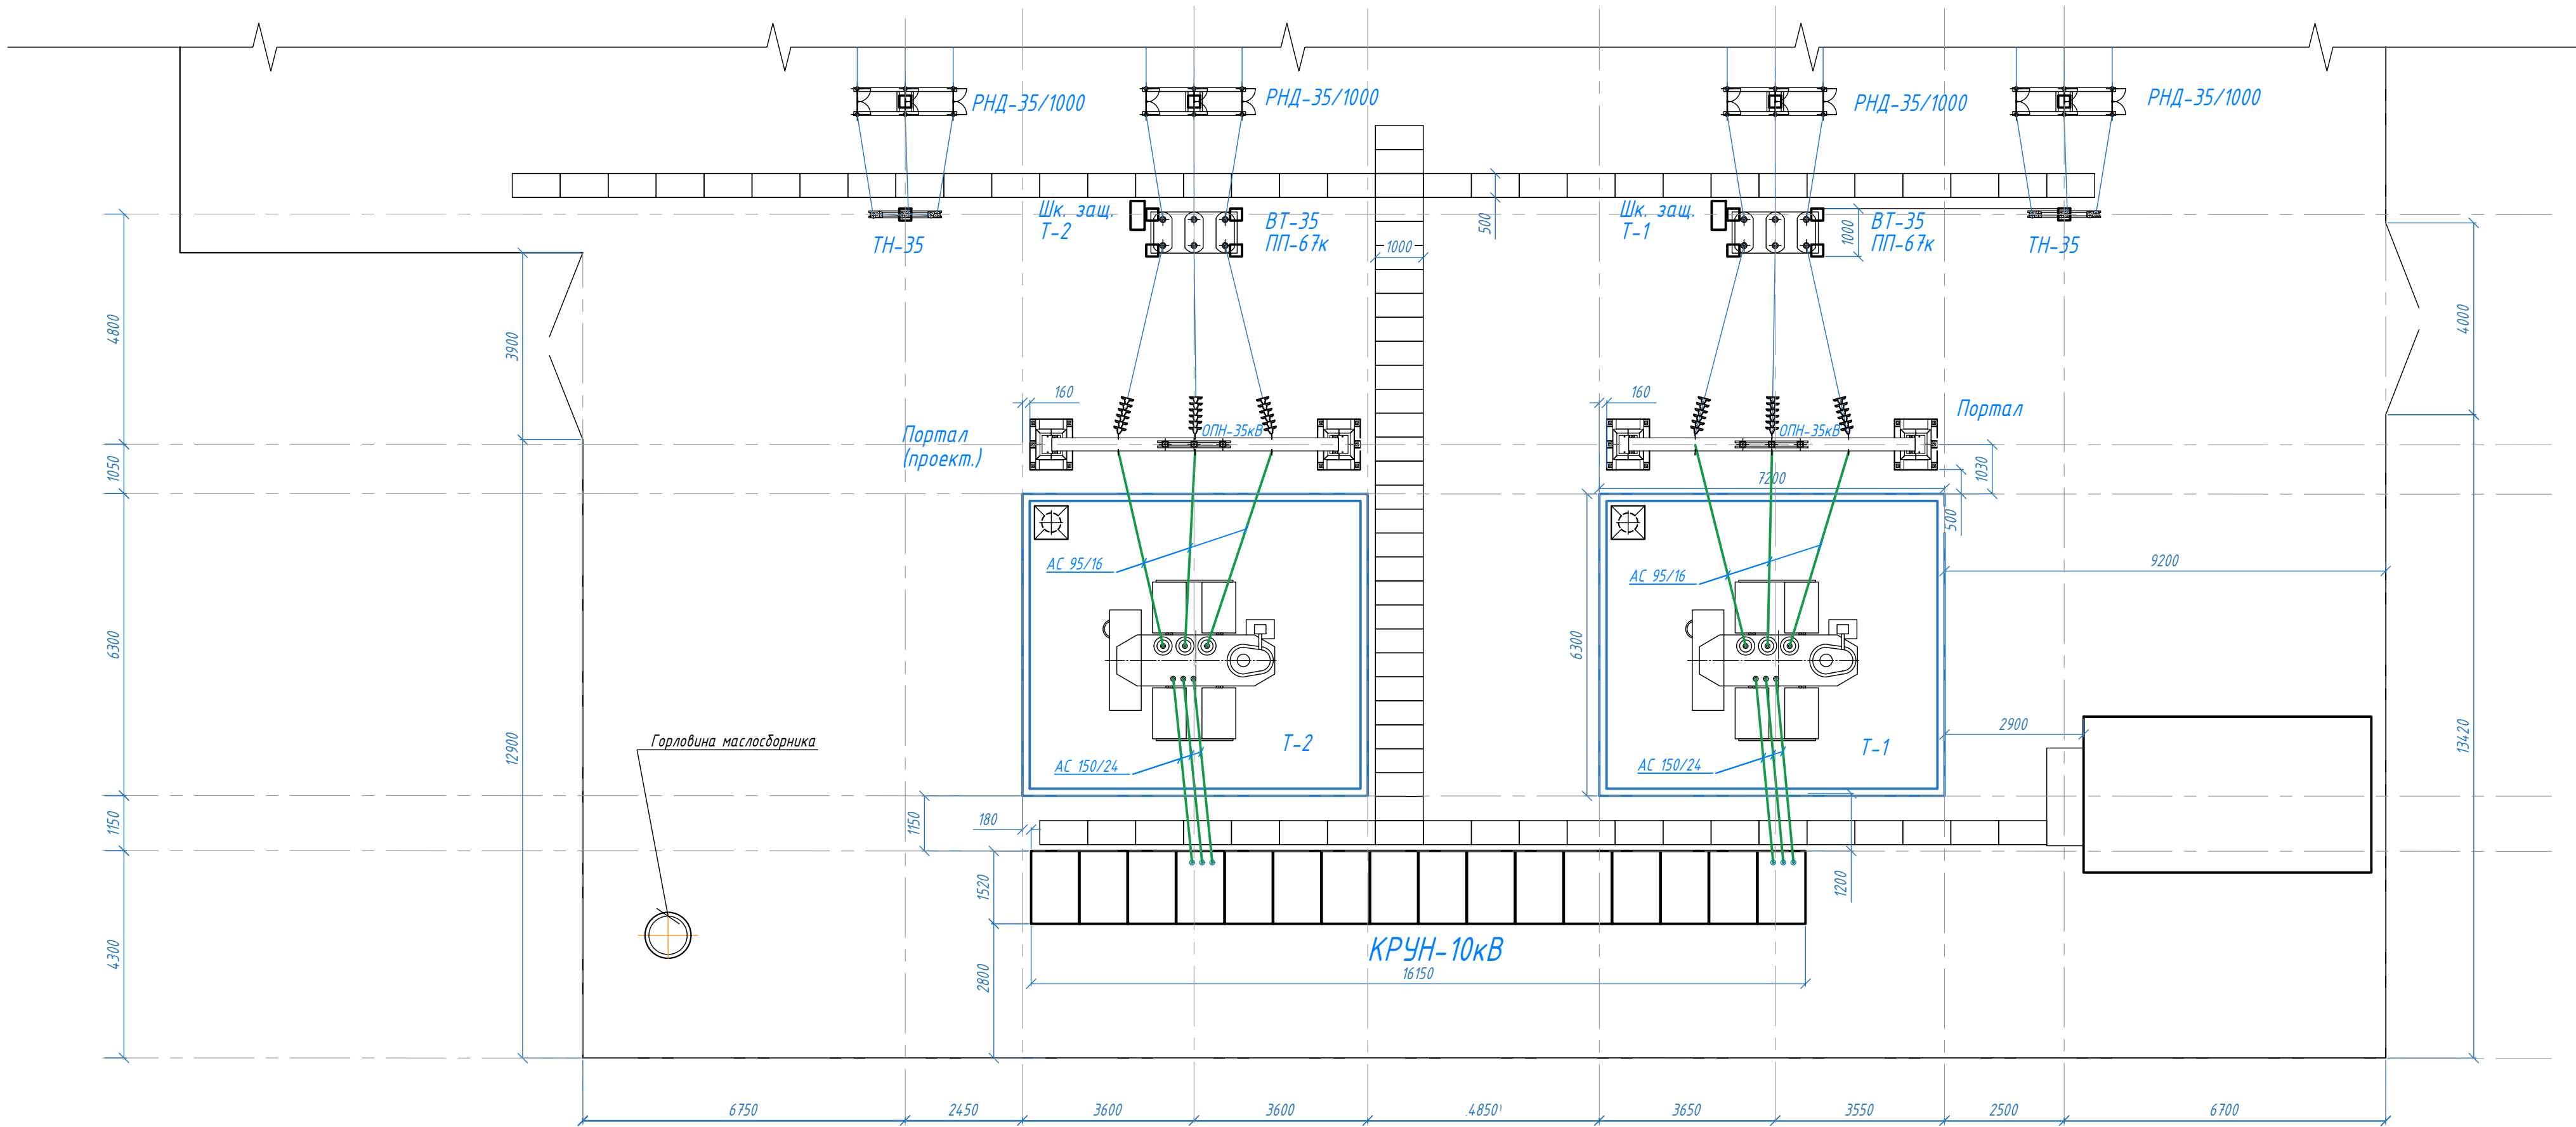 РНД-35/1000
РНД-35/1000
РНД-35/1000
РНД-35/1000
Шк. защ.
Т-2
ВТ-35
ПП-67к
ТН-35
500
1000
Шк. защ.
Т-1
1000
ВТ-35
ПП-67к
ТН-35
4800
3900
4000
160
160
Портал
Портал
(проект.)
ОПН-35кВ
ОПН-35кВ
1050
1030
7200
500
АС 95/16
АС 95/16
9200
6300
6300
2900
Горловина маслосборника
12900
13420
Т-2
Т-1
АС 150/24
АС 150/24
1150
1150
180
1520
1200
4300
2800
КРУН-10кВ
16150
6750
2450
3600
3600
4850
3650
3550
2500
6700